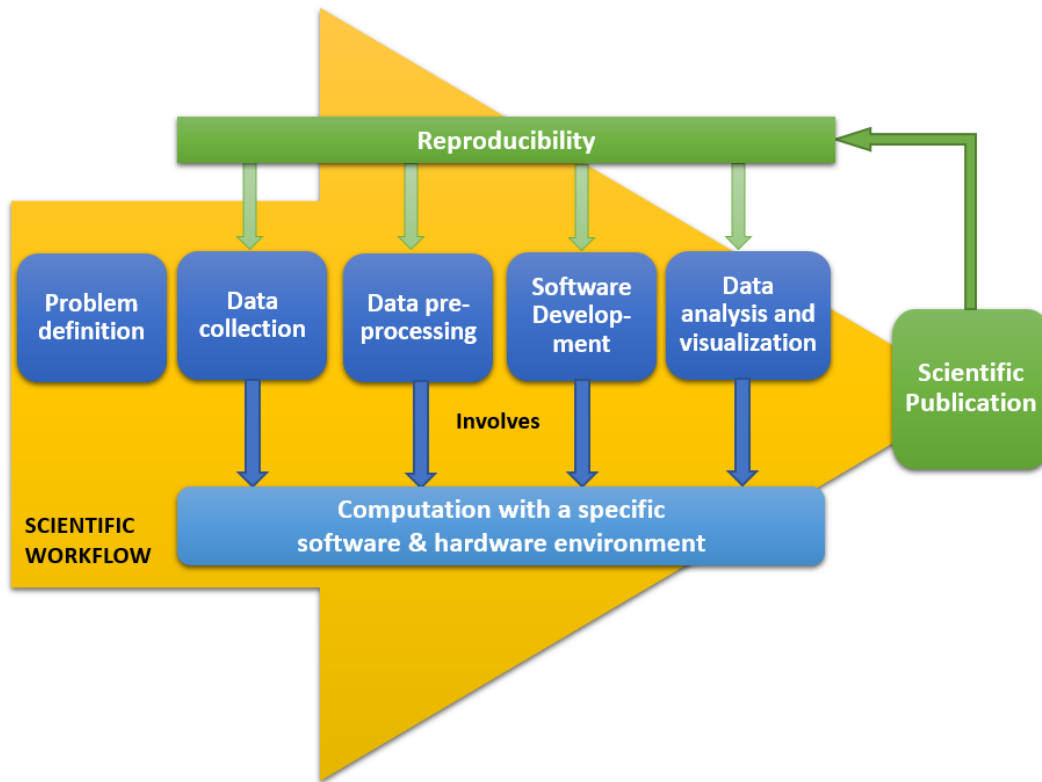 Reproducibility
Problem
definition
Data
collection
Data pre-
processing
Software
Develop-
ment
Data
analysis and
visualization
Scientific
Publication
Involves
Computation with a specific
software & hardware environment
SCIENTIFIC
WORKFLOW